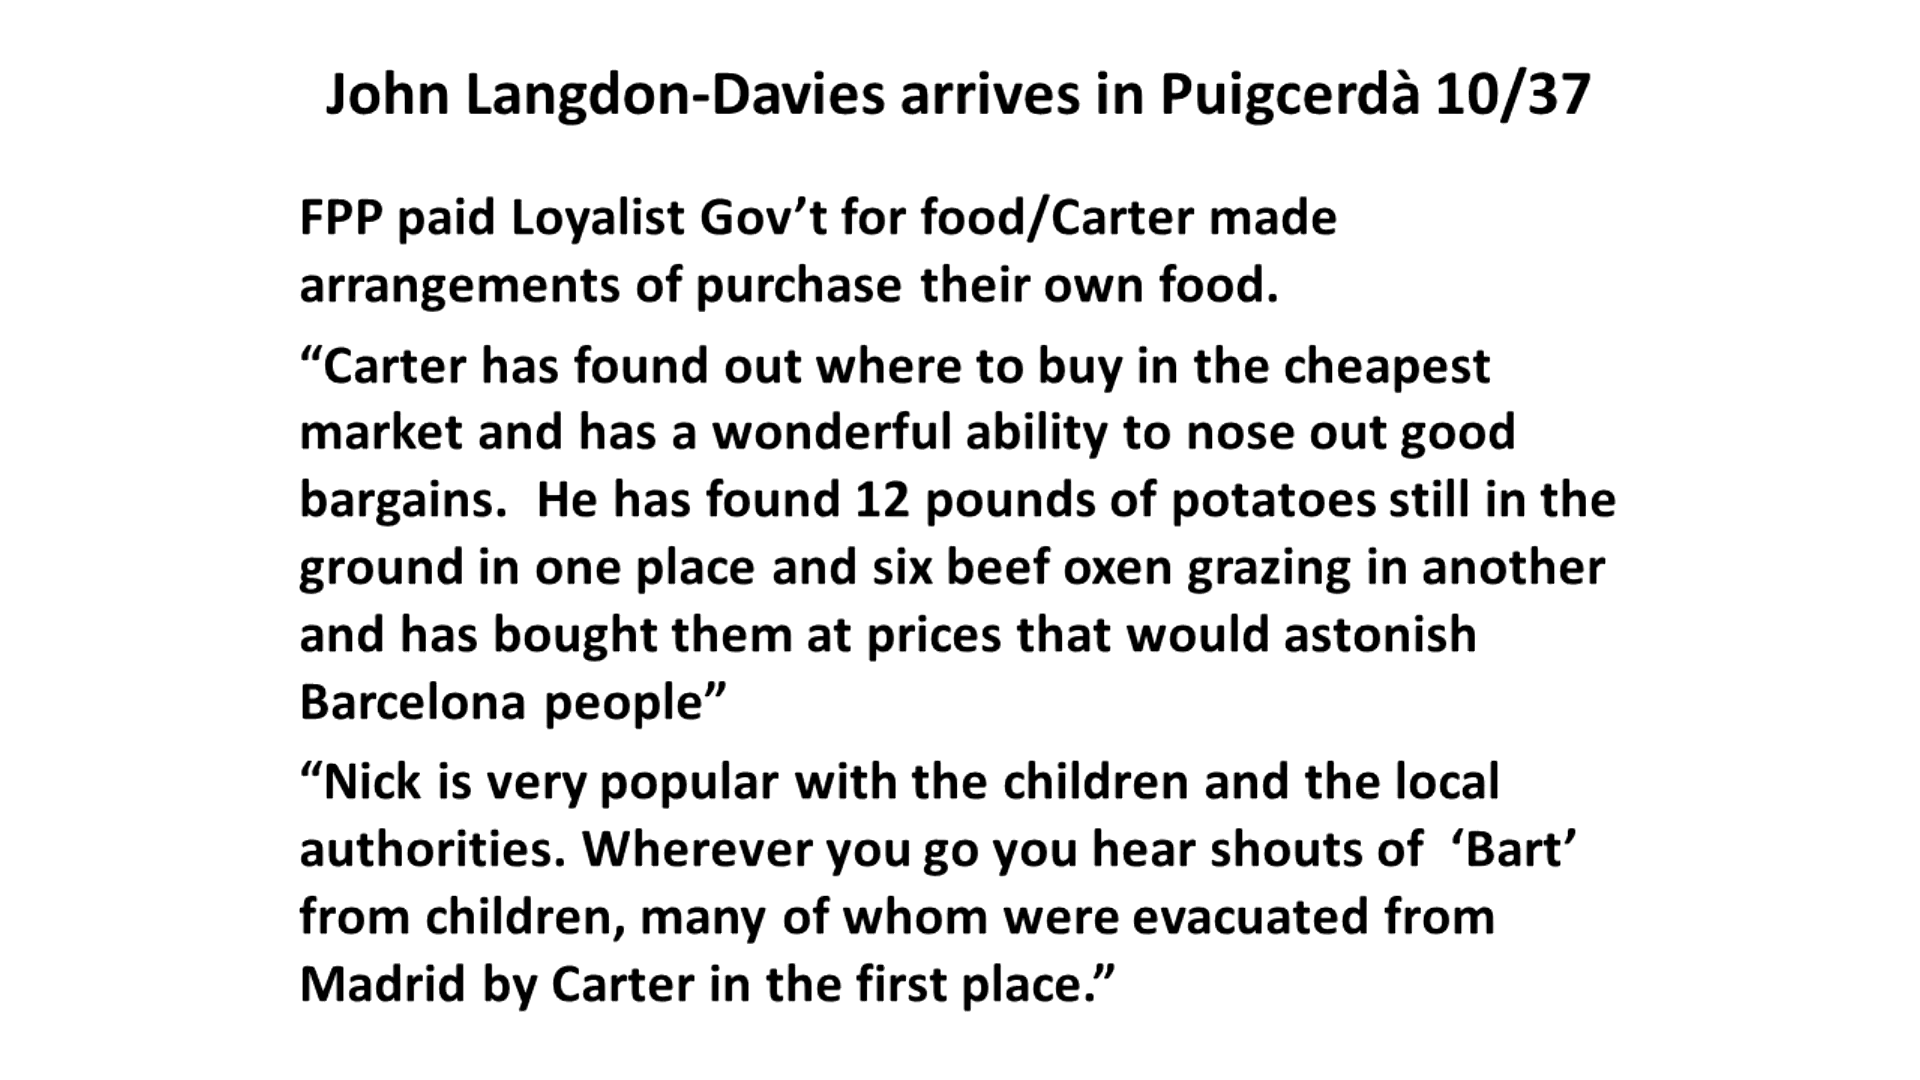 John Langdon-Davies arrives in Puigcerdà 10/37
FPP paid Loyalist Gov’t for food/Carter made
arrangements of purchase their own food.
“Carter has found out where to buy in the cheapest
market and has a wonderful ability to nose out good
bargains.  He has found 12 pounds of potatoes still in the
ground in one place and six beef oxen grazing in another
and has bought them at prices that would astonish
Barcelona people”
“Nick is very popular with the children and the local
authorities. Wherever you go you hear shouts of  ‘Bart’
from children, many of whom were evacuated from
Madrid by Carter in the first place.”